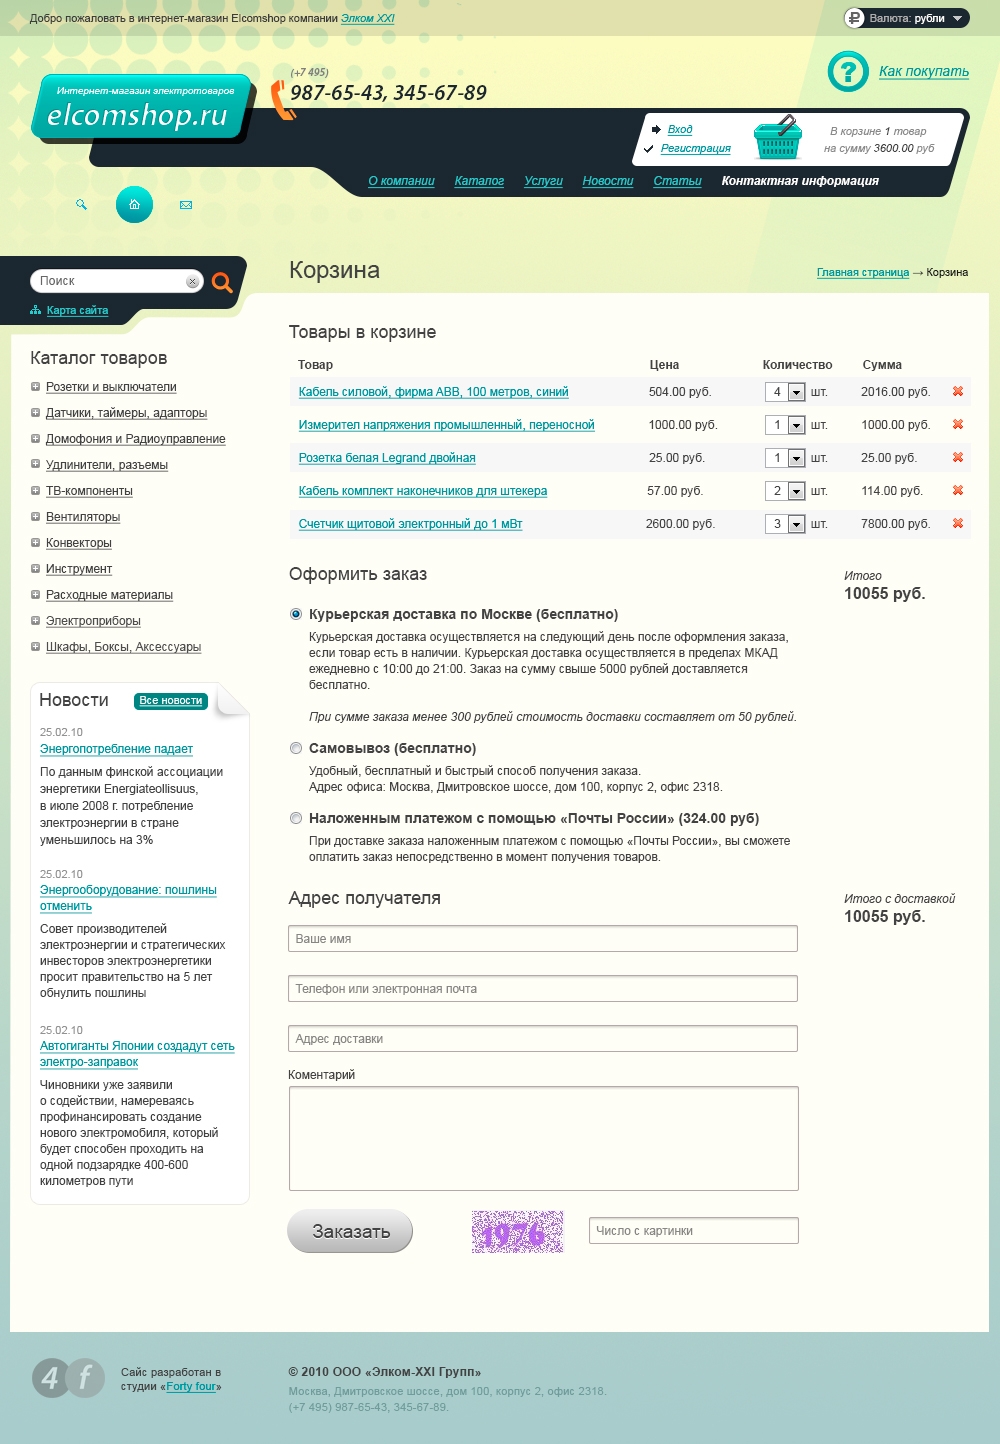 Добро пожаловать в интернет-магазин Elcomshop компании Элком XXI
Валюта: рубли
Интернет-магазин электротоваров
elcomshop.ru
(+7 495)
987-65-43, 345-67-89
Как покупать
Вход
Регистрация
В корзине 1 товар
на сумму 3600.00 руб
О компании Каталог Услуги Новости Статьи Контактная информация
Поиск
Карта сайта
Корзина
Главная страница → Корзина
Каталог товаров
Розетки и выключатели
Датчики, таймеры, адапторы
Домофония и Радиоуправление
Удлинители, разъемы
ТВ-компоненты
Вентиляторы
Конвекторы
Инструмент
Расходные материалы
Электроприборы
Шкафы, Боксы, Аксессуары
Новости
Все новости
25.02.10
Энергопотребление падает
По данным финской ассоциации
энергетики Energiateollisuus,
в июле 2008 г. потребление
электроэнергии в стране
уменьшилось на 3%
25.02.10
Энергооборудование: пошлины
отменить
Совет производителей
электроэнергии и стратегических
инвесторов электроэнергетики
просит правительство на 5 лет
обнулить пошлины
25.02.10
Автогиганты Японии создадут сеть
электро-заправок
Чиновники уже заявили
о содействии, намереваясь
профинансировать создание
нового электромобиля, который
будет способен проходить на
одной подзарядке 400-600
километров пути
Товары в корзине
Товар Цена Количество Сумма
Кабель силовой, фирма ABB, 100 метров, синий 504.00 руб. 4 шт. 2016.00 руб.
Измерител напряжения промышленный, переносной 1000.00 руб. 1 шт. 1000.00 руб.
Розетка белая Legrand двойная 25.00 руб. 1 шт. 25.00 руб.
Кабель комплект наконечников для штекера 57.00 руб. 2 шт. 114.00 руб.
Счетчик щитовой электронный до 1 мВт 2600.00 руб. 3 шт. 7800.00 руб.
Оформить заказ
Итого
10055 руб.
Курьерская доставка по Москве (бесплатно)
Курьерская доставка осуществляется на следующий день после оформления заказа,
если товар есть в наличии. Курьерская доставка осуществляется в пределах МКАД
ежедневно с 10:00 до 21:00. Заказ на сумму свыше 5000 рублей доставляется
бесплатно.
При сумме заказа менее 300 рублей стоимость доставки составляет от 50 рублей.
Самовывоз (бесплатно)
Удобный, бесплатный и быстрый способ получения заказа.
Адрес офиса: Москва, Дмитровское шоссе, дом 100, корпус 2, офис 2318.
Наложенным платежом с помощью «Почты России» (324.00 руб)
При доставке заказа наложенным платежом с помощью «Почты России», вы сможете
оплатить заказ непосредственно в момент получения товаров.
Адрес получателя
Итого с доставкой
10055 руб.
Ваше имя
Телефон или электронная почта
Адрес доставки
Коментарий
Заказать
1976
Число с картинки
4 f
Сайс разработан в
студии «Forty four»
© 2010 ООО «Элком-XXI Групп»
Москва, Дмитровское шоссе, дом 100, корпус 2, офис 2318.
(+7 495) 987-65-43, 345-67-89.